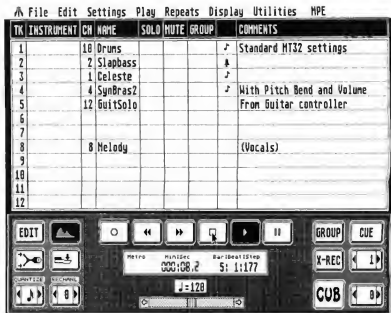 File Edit Settings Play Repeats Display Utilities MPE
TK INSTRUMENT CH NAME SOLO MUTE GROUP COMMENTS
1 10 Drums Standard MT32 settings
2 2 Slapbass
3 1 Celeste
4 4 SynBras2 With Pitch Bend and Volume
5 12 GuitSolo From Guitar controller
6
7
8 8 Melody (Vocals)
9
10
11
12
EDIT GROUP CUE
Metro Min:Sec Bar:Beat:Step
000:08.2 5: 1:177
X-REC 1
QUANTIZE RECHANL
♩=120
0 CUB 0